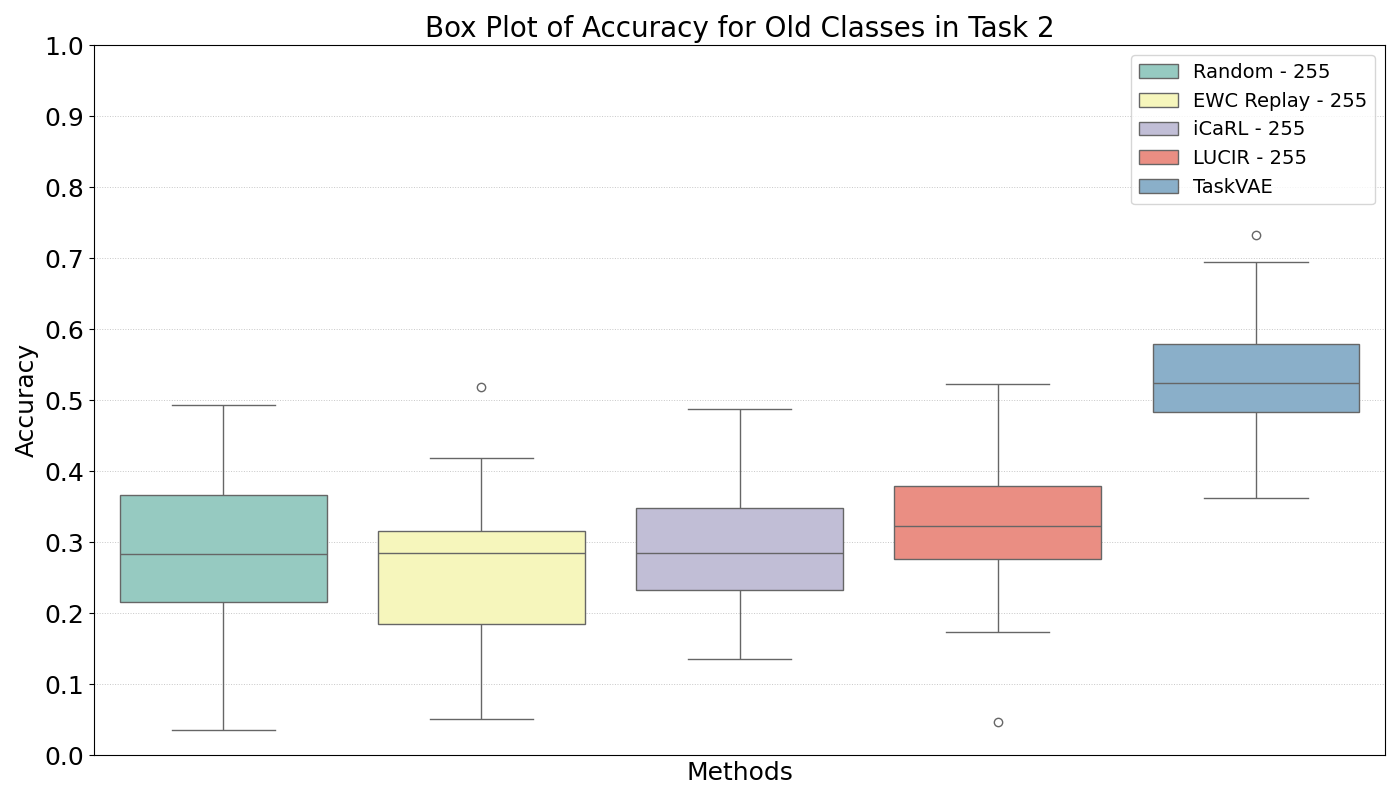 Box Plot of Accuracy for Old Classes in Task 2
1.0
0.9
0.8
0.7
0.6
0.5
0.4
0.3
0.2
0.1
0.0
Accuracy
Methods
Random - 255
EWC Replay - 255
iCaRL - 255
LUCIR - 255
TaskVAE